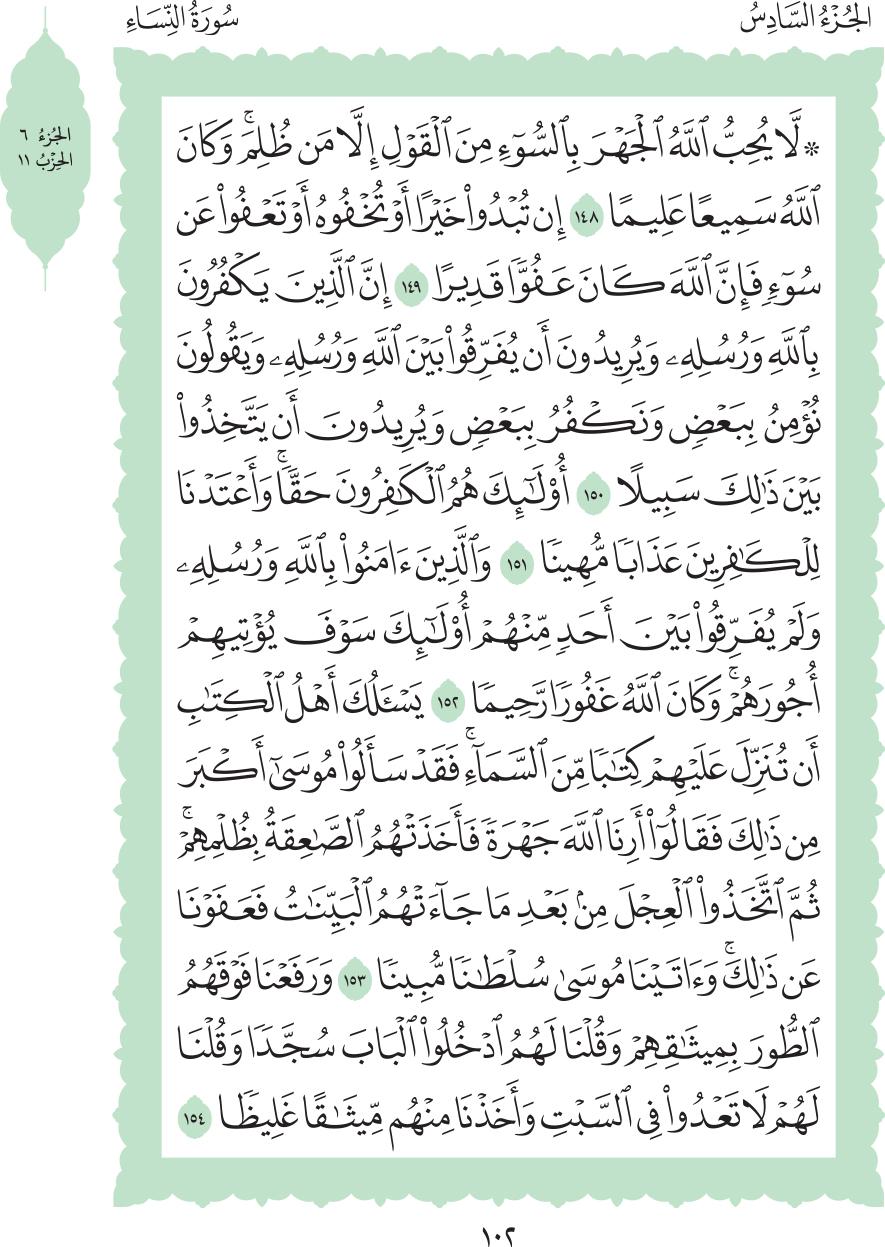 الجُزْءُ السَّادِسُ
سُورَةُ النِّسَاءِ
الجُزءُ ٦
الحِزْبُ ١١
۞ لَّا يُحِبُّ ٱللَّهُ ٱلْجَهْرَ بِٱلسُّوٓءِ مِنَ ٱلْقَوْلِ إِلَّا مَن ظُلِمَۚ وَكَانَ
ٱللَّهُ سَمِيعًا عَلِيمًا ١٤٨ إِن تُبْدُواْ خَيْرًا أَوْ تُخْفُوهُ أَوْ تَعْفُواْ عَن
سُوٓءٖ فَإِنَّ ٱللَّهَ كَانَ عَفُوّٗا قَدِيرًا ١٤٩ إِنَّ ٱلَّذِينَ يَكْفُرُونَ
بِٱللَّهِ وَرُسُلِهِۦ وَيُرِيدُونَ أَن يُفَرِّقُواْ بَيْنَ ٱللَّهِ وَرُسُلِهِۦ وَيَقُولُونَ
نُؤْمِنُ بِبَعْضٖ وَنَكْفُرُ بِبَعْضٖ وَيُرِيدُونَ أَن يَتَّخِذُواْ
بَيْنَ ذَٰلِكَ سَبِيلًا ١٥٠ أُوْلَٰٓئِكَ هُمُ ٱلْكَٰفِرُونَ حَقّٗاۚ وَأَعْتَدْنَا
لِلْكَٰفِرِينَ عَذَابٗا مُّهِينٗا ١٥١ وَٱلَّذِينَ ءَامَنُواْ بِٱللَّهِ وَرُسُلِهِۦ
وَلَمْ يُفَرِّقُواْ بَيْنَ أَحَدٖ مِّنْهُمْ أُوْلَٰٓئِكَ سَوْفَ يُؤْتِيهِمْ
أُجُورَهُمْۚ وَكَانَ ٱللَّهُ غَفُورٗا رَّحِيمٗا ١٥٢ يَسْـَٔلُكَ أَهْلُ ٱلْكِتَٰبِ
أَن تُنَزِّلَ عَلَيْهِمْ كِتَٰبٗا مِّنَ ٱلسَّمَآءِۚ فَقَدْ سَأَلُواْ مُوسَىٰٓ أَكْبَرَ
مِن ذَٰلِكَ فَقَالُوٓاْ أَرِنَا ٱللَّهَ جَهْرَةٗ فَأَخَذَتْهُمُ ٱلصَّٰعِقَةُ بِظُلْمِهِمْۚ
ثُمَّ ٱتَّخَذُواْ ٱلْعِجْلَ مِنۢ بَعْدِ مَا جَآءَتْهُمُ ٱلْبَيِّنَٰتُ فَعَفَوْنَا
عَن ذَٰلِكَۚ وَءَاتَيْنَا مُوسَىٰ سُلْطَٰنٗا مُّبِينٗا ١٥٣ وَرَفَعْنَا فَوْقَهُمُ
ٱلطُّورَ بِمِيثَٰقِهِمْ وَقُلْنَا لَهُمُ ٱدْخُلُواْ ٱلْبَابَ سُجَّدٗا وَقُلْنَا
لَهُمْ لَا تَعْدُواْ فِي ٱلسَّبْتِ وَأَخَذْنَا مِنْهُم مِّيثَٰقًا غَلِيظٗا ١٥٤
١٠٢